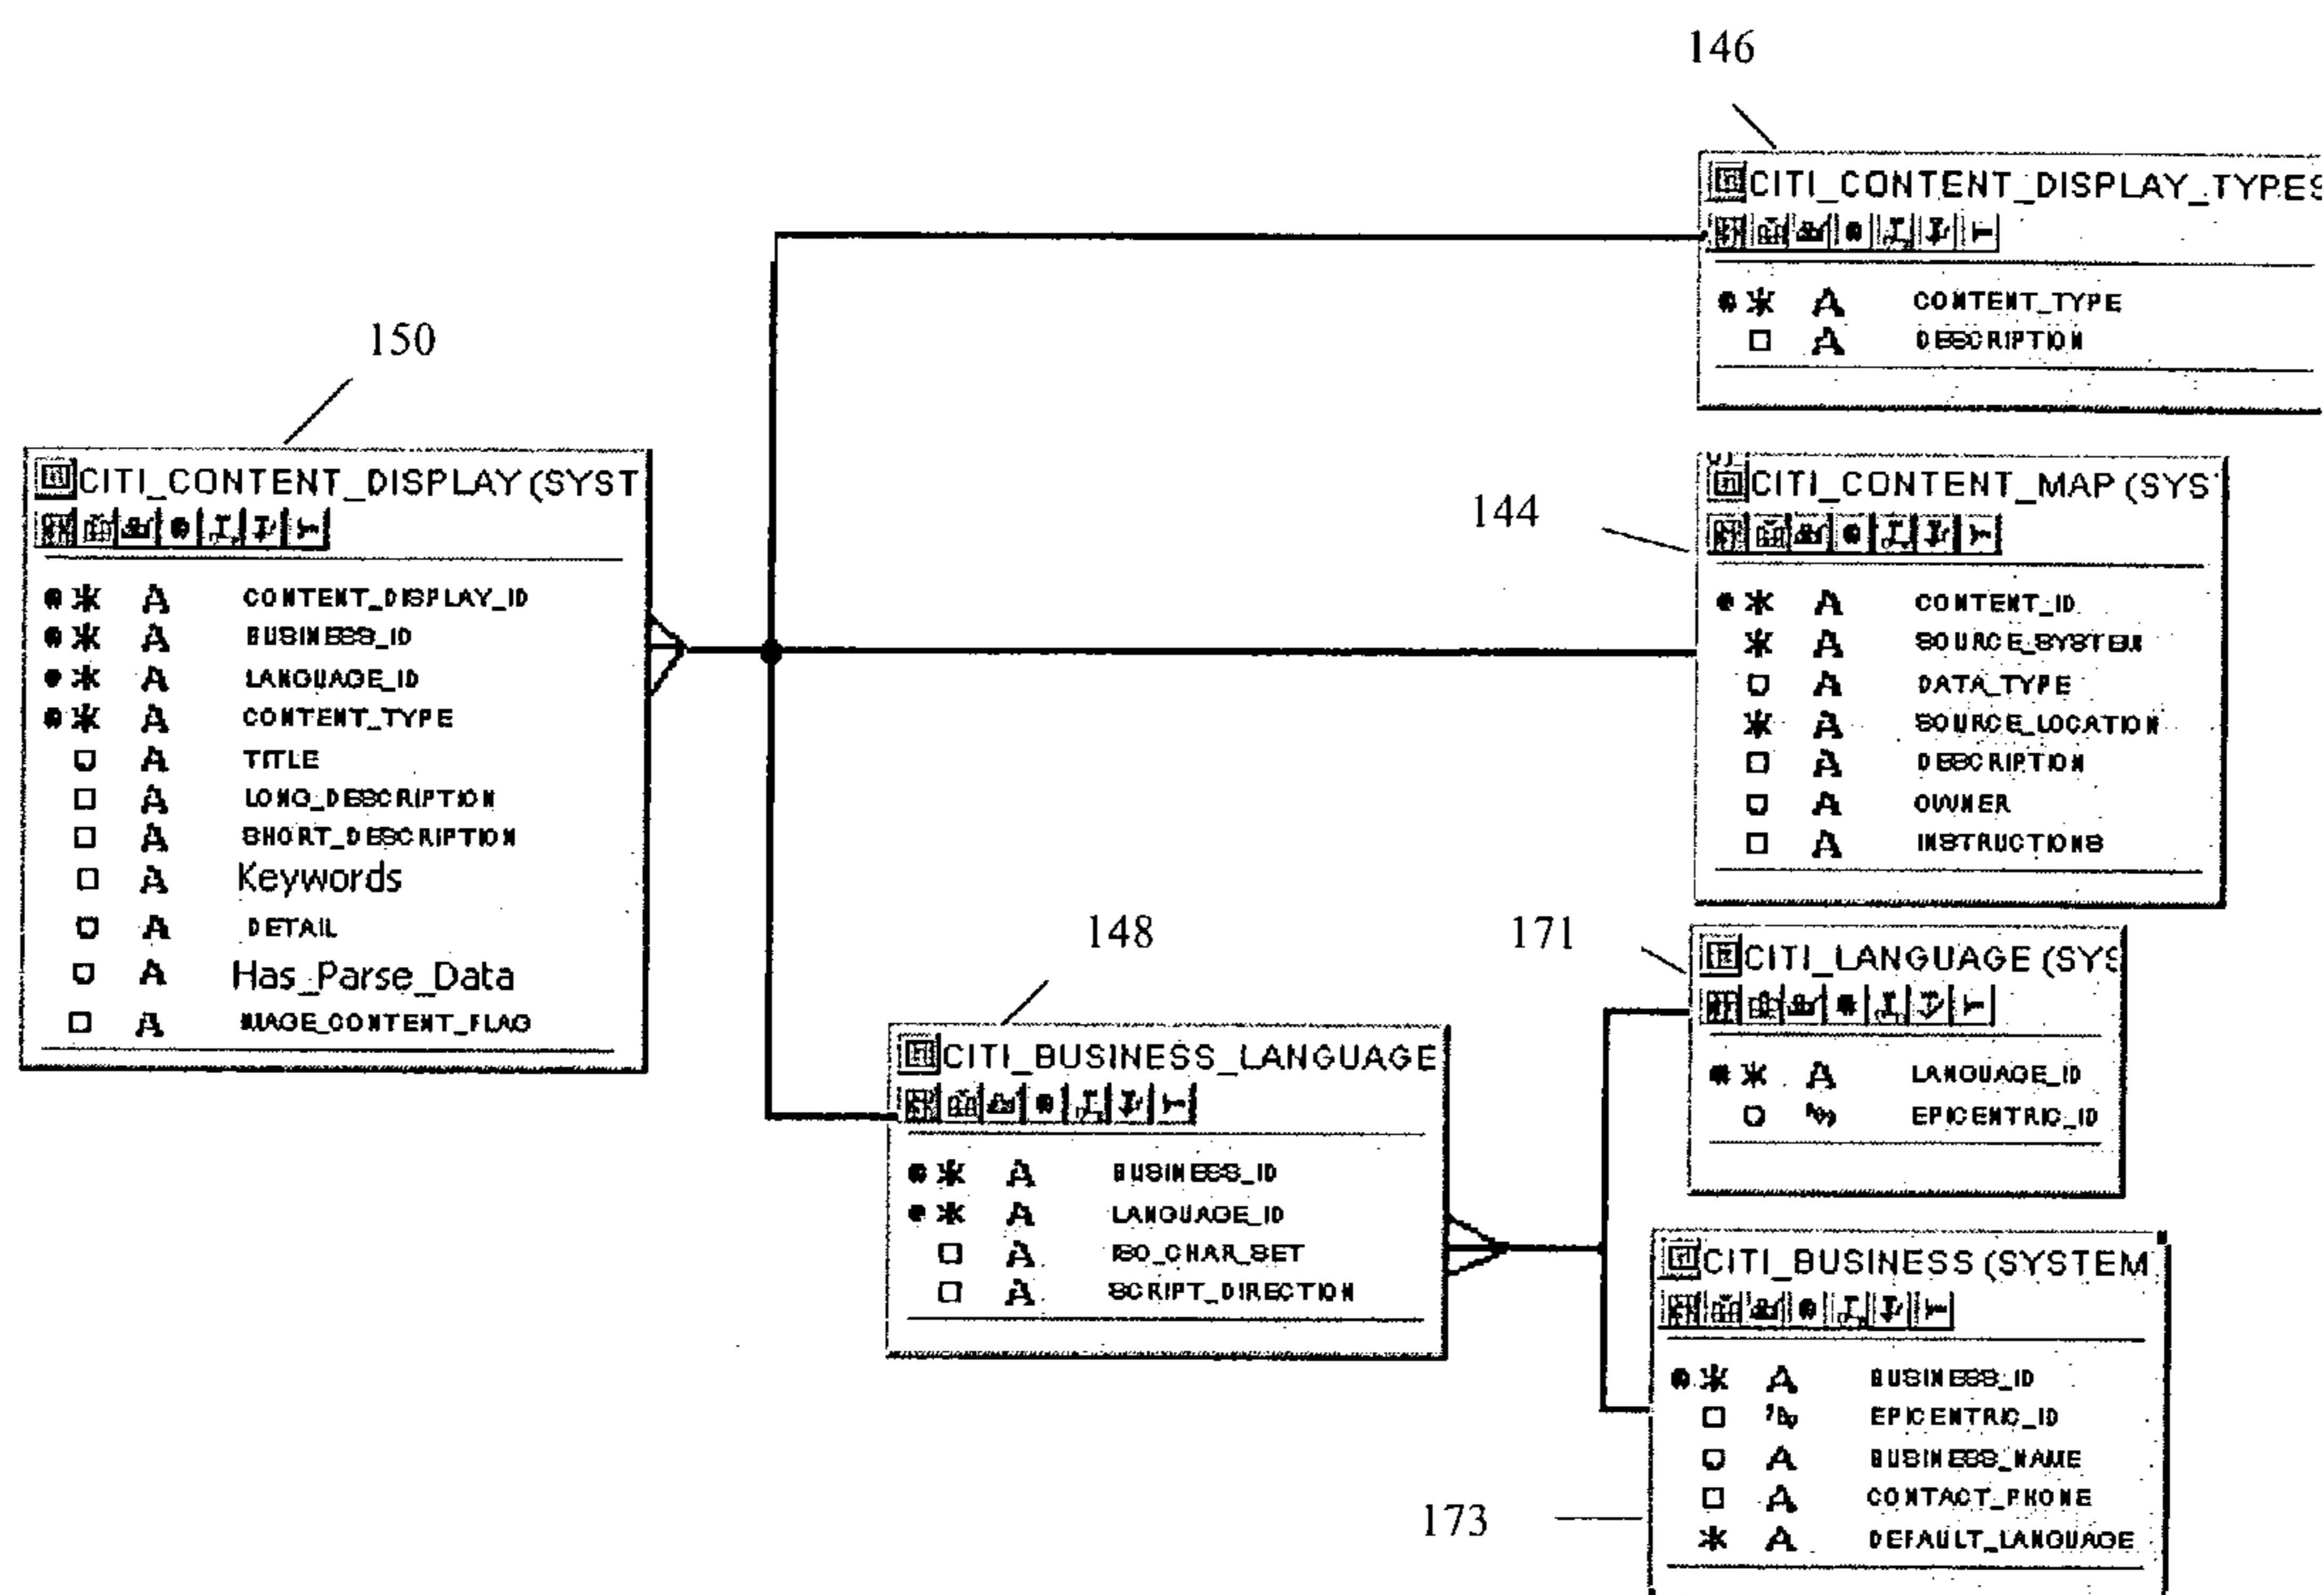 146
CITI_CONTENT_DISPLAY_TYPES
CONTENT_TYPE
DESCRIPTION
150
CITI_CONTENT_DISPLAY (SYST
CONTENT_DISPLAY_ID
BUSINESS_ID
LANGUAGE_ID
CONTENT_TYPE
TITLE
LONG_DESCRIPTION
SHORT_DESCRIPTION
Keywords
DETAIL
Has_Parse_Data
IMAGE_CONTENT_FLAG
144
CITI_CONTENT_MAP (SYS
CONTENT_ID
SOURCE_SYSTEM
DATA_TYPE
SOURCE_LOCATION
DESCRIPTION
OWNER
INSTRUCTIONS
148
CITI_BUSINESS_LANGUAGE
BUSINESS_ID
LANGUAGE_ID
ISO_CHAR_SET
SCRIPT_DIRECTION
171
CITI_LANGUAGE (SYS
LANGUAGE_ID
EPICENTRIC_ID
173
CITI_BUSINESS (SYSTEM
BUSINESS_ID
EPICENTRIC_ID
BUSINESS_NAME
CONTACT_PHONE
DEFAULT_LANGUAGE